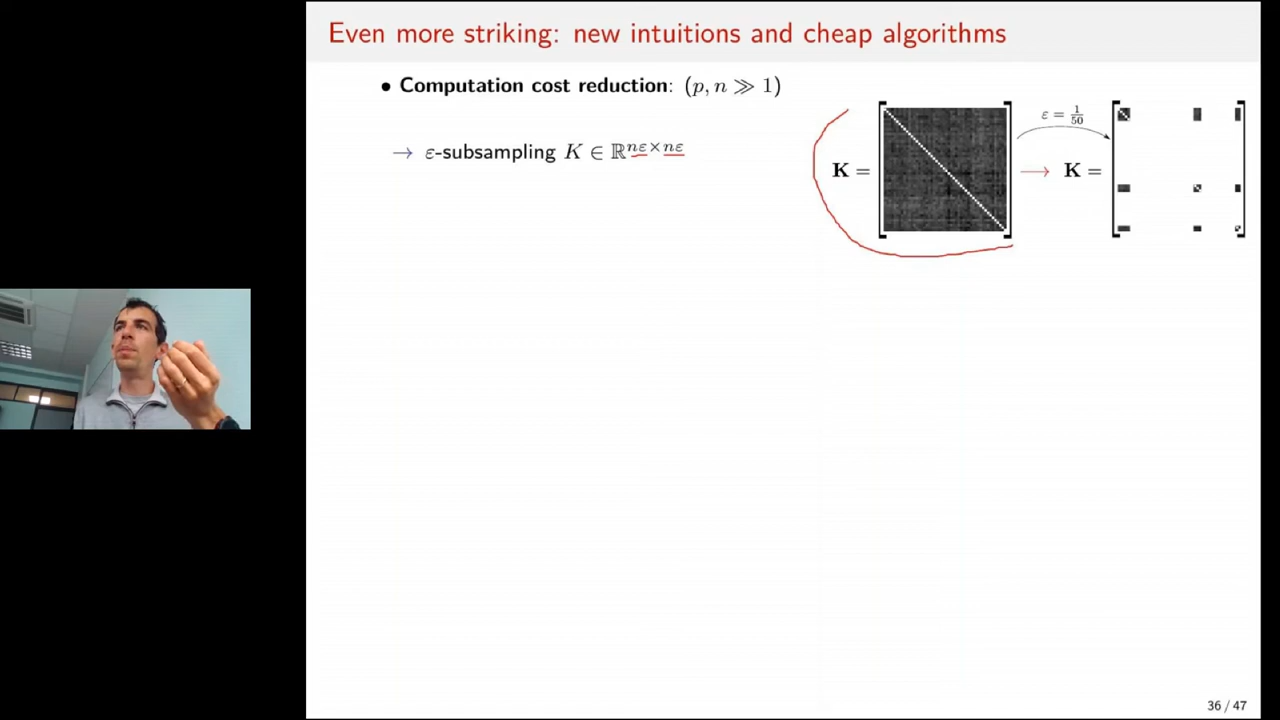 Even more striking: new intuitions and cheap algorithms
• Computation cost reduction: (p, n ≫ 1)
→ ε-subsampling K ∈ ℝ^{nε×nε}
K = [ ] ε = 1/50 → K = [ ]
36 / 47